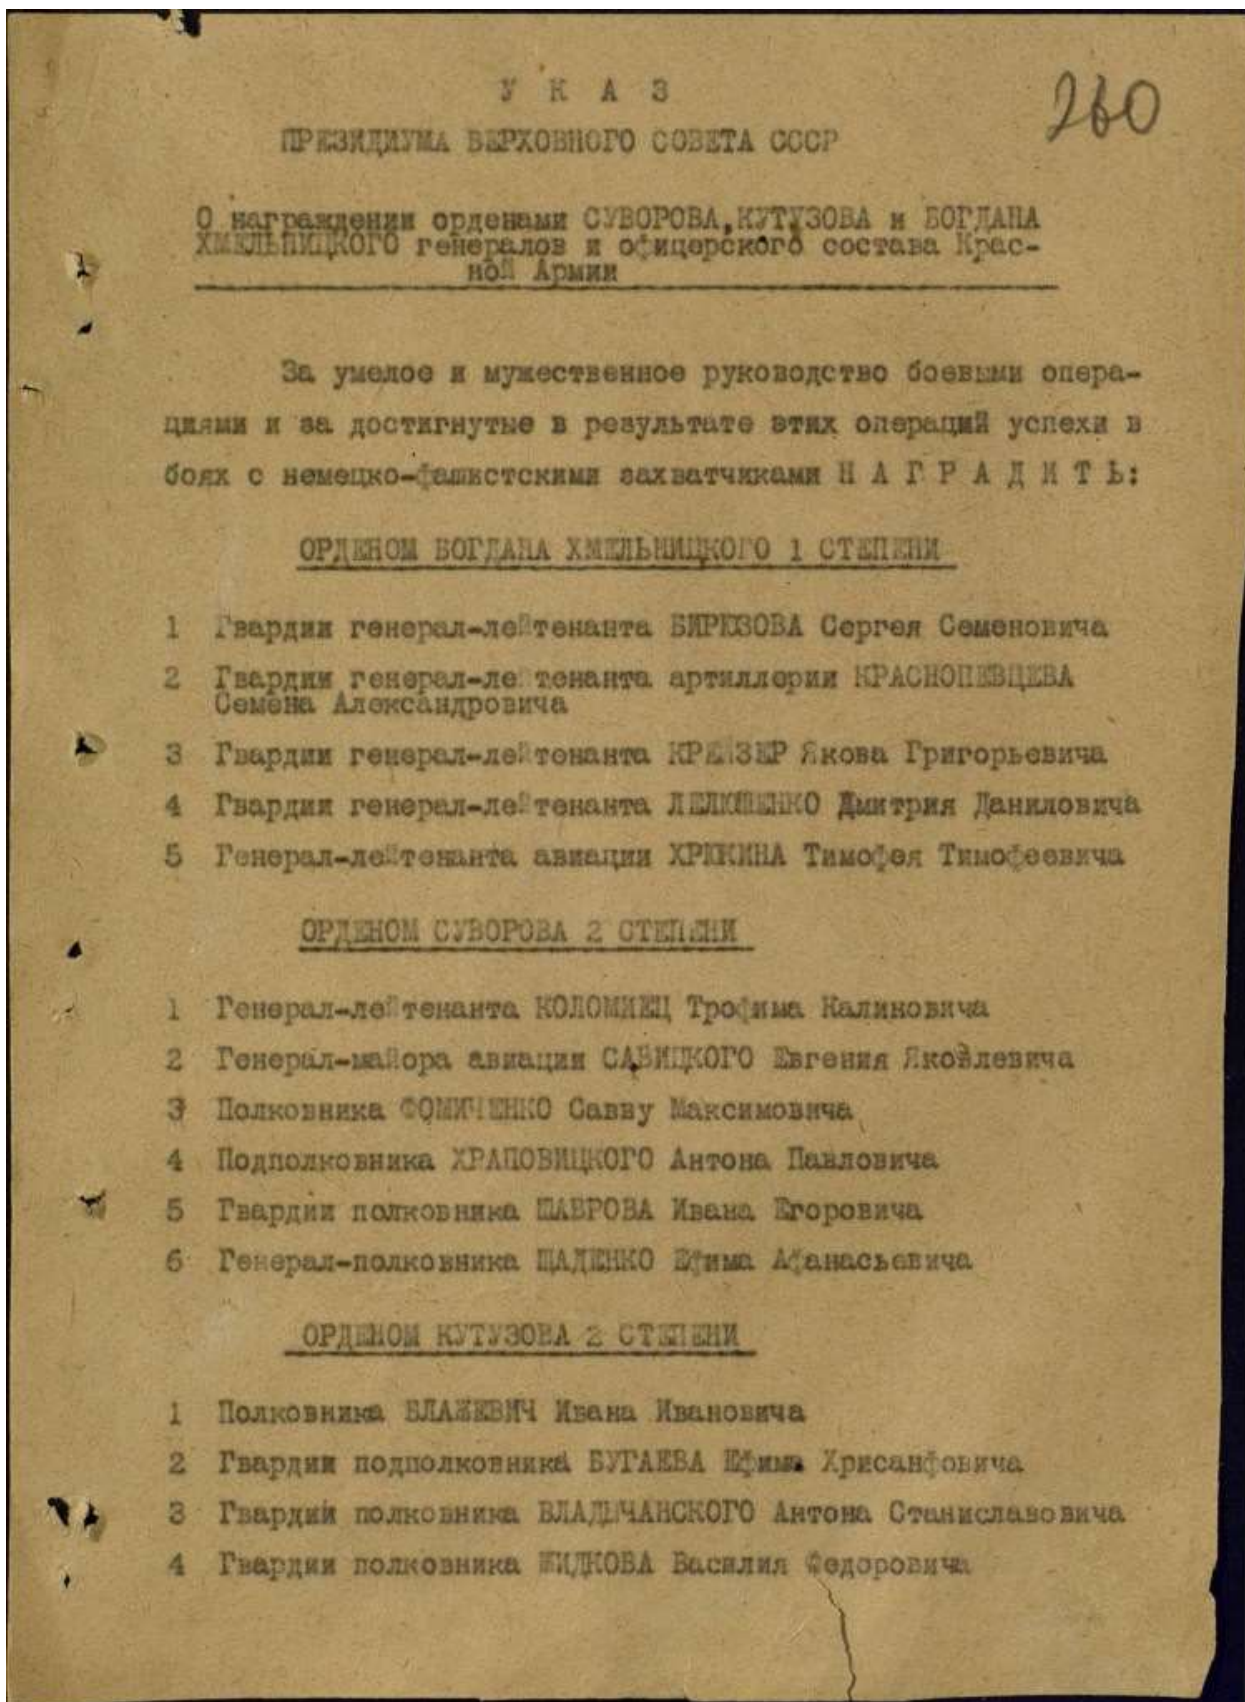 260
У К А З
ПРЕЗИДИУМА ВЕРХОВНОГО СОВЕТА СССР
О награждении орденами СУВОРОВА, КУТУЗОВА и БОГДАНА
ХМЕЛЬНИЦКОГО генералов и офицерского состава Крас-
ной Армии
За умелое и мужественное руководство боевыми опера-
циями и за достигнутые в результате этих операций успехи в
боях с немецко-фашистскими захватчиками Н А Г Р А Д И Т Ь:
ОРДЕНОМ БОГДАНА ХМЕЛЬНИЦКОГО 1 СТЕПЕНИ
1 Гвардии генерал-лейтенанта БИРЮЗОВА Сергея Семеновича
2 Гвардии генерал-лейтенанта артиллерии КРАСНОПЕВЦЕВА
Семена Александровича
3 Гвардии генерал-лейтенанта КРЕЙЗЕР Якова Григорьевича
4 Гвардии генерал-лейтенанта ЛЕЛЮШЕНКО Дмитрия Даниловича
5 Генерал-лейтенанта авиации ХРЮКИНА Тимофея Тимофеевича
ОРДЕНОМ СУВОРОВА 2 СТЕПЕНИ
1 Генерал-лейтенанта КОЛОМИЕЦ Трофима Калиновича
2 Генерал-майора авиации САВИЦКОГО Евгения Яковлевича
3 Полковника ФОМИЧЕНКО Савву Максимовича
4 Подполковника ХРАПОВИЦКОГО Антона Павловича
5 Гвардии полковника ШАВРОВА Ивана Егоровича
6 Генерал-полковника ЩАДЕНКО Ефима Афанасьевича
ОРДЕНОМ КУТУЗОВА 2 СТЕПЕНИ
1 Полковника БЛАЖЕВИЧ Ивана Ивановича
2 Гвардии подполковника БУГАЕВА Ефима Хрисанфовича
3 Гвардии полковника ВЛАДЫЧАНСКОГО Антона Станиславовича
4 Гвардии полковника ЖИДКОВА Василия Федоровича